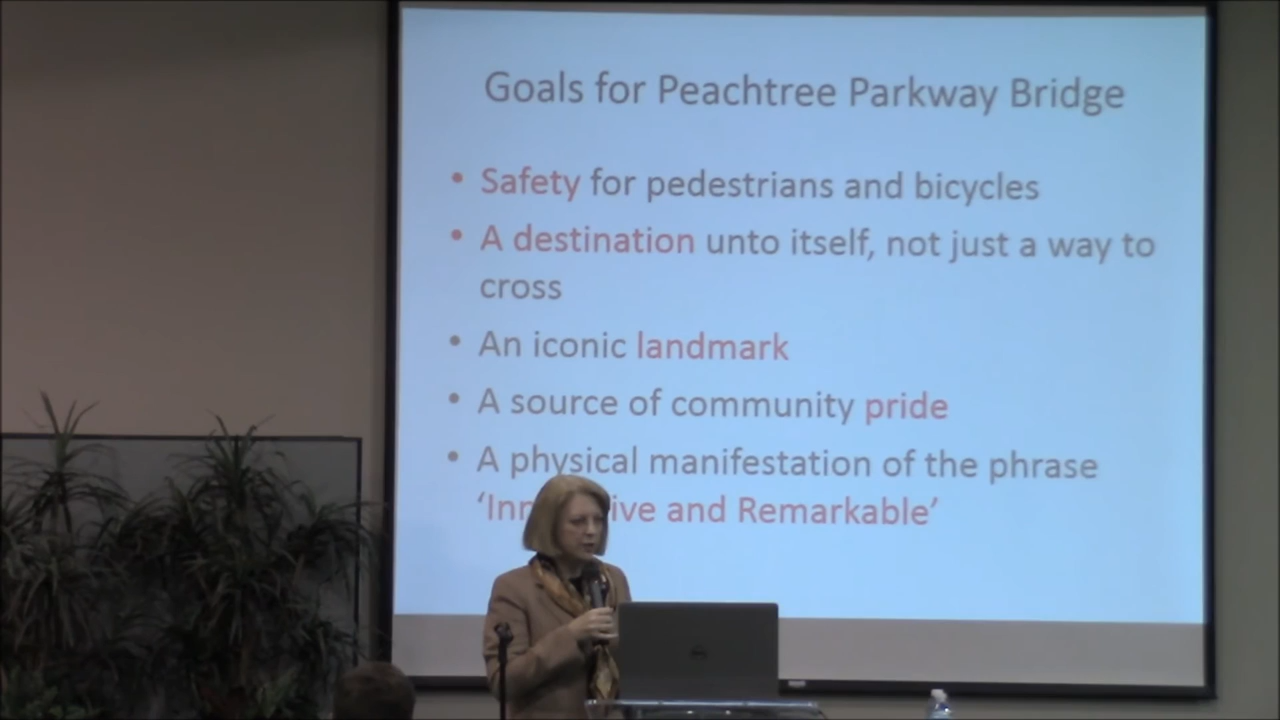 Goals for Peachtree Parkway Bridge
• Safety for pedestrians and bicycles
• A destination unto itself, not just a way to
cross
• An iconic landmark
• A source of community pride
• A physical manifestation of the phrase
and Remarkable’